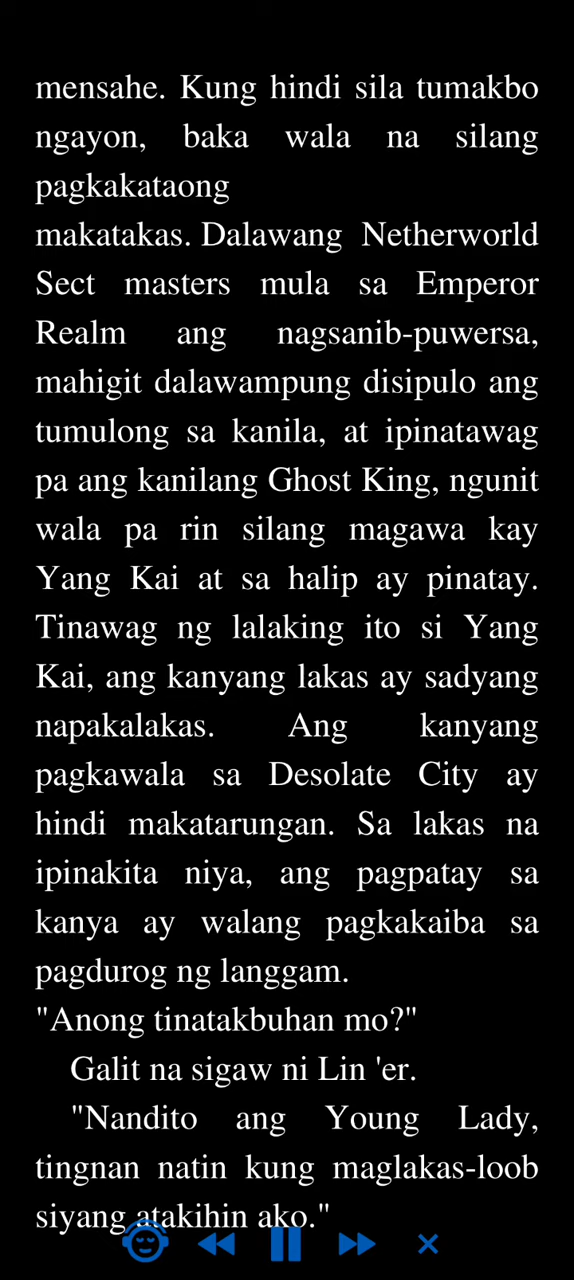 mensahe. Kung hindi sila tumakbo
ngayon, baka wala na silang
pagkakataong
makatakas. Dalawang Netherworld
Sect masters mula sa Emperor
Realm ang nagsanib-puwersa,
mahigit dalawampung disipulo ang
tumulong sa kanila, at ipinatawag
pa ang kanilang Ghost King, ngunit
wala pa rin silang magawa kay
Yang Kai at sa halip ay pinatay.
Tinawag ng lalaking ito si Yang
Kai, ang kanyang lakas ay sadyang
napakalakas. Ang kanyang
pagkawala sa Desolate City ay
hindi makatarungan. Sa lakas na
ipinakita niya, ang pagpatay sa
kanya ay walang pagkakaiba sa
pagdurog ng langgam.
"Anong tinatakbuhan mo?"
Galit na sigaw ni Lin 'er.
"Nandito ang Young Lady,
tingnan natin kung maglakas-loob
siyang atakihin ako."